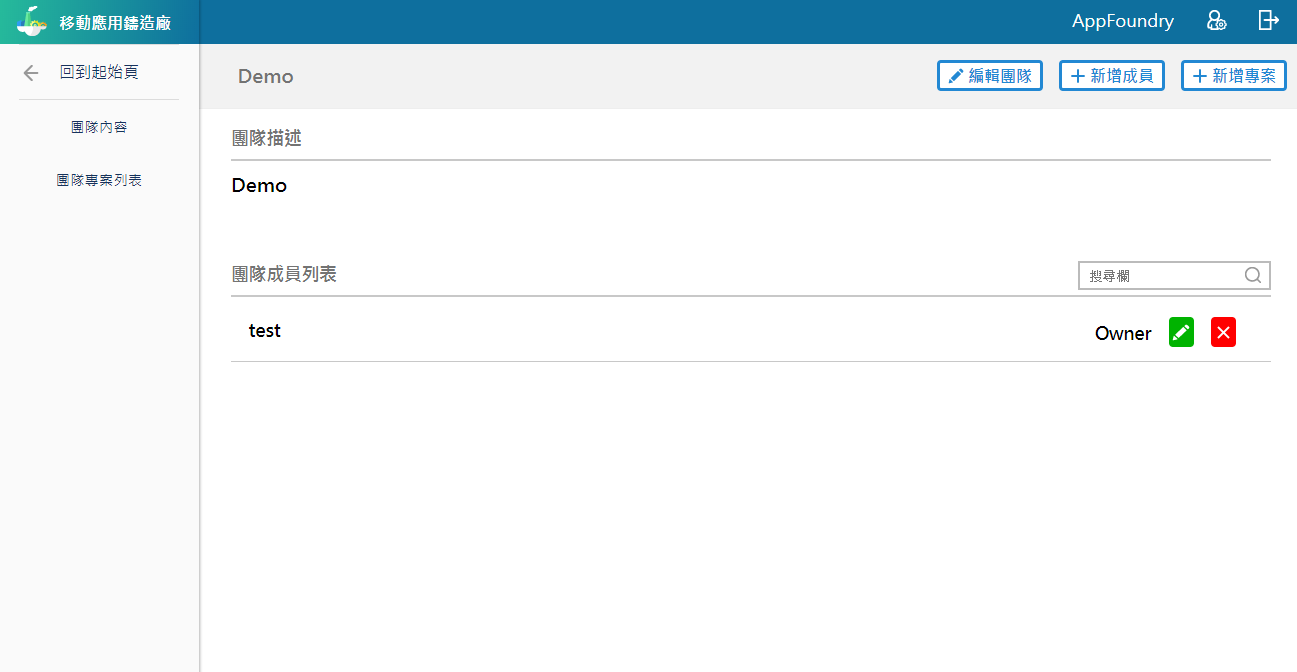 移動應用鑄造廠
AppFoundry
回到起始頁
團隊內容
團隊專案列表
Demo
編輯團隊
新增成員
新增專案
團隊描述
Demo
團隊成員列表
搜尋欄
test
Owner